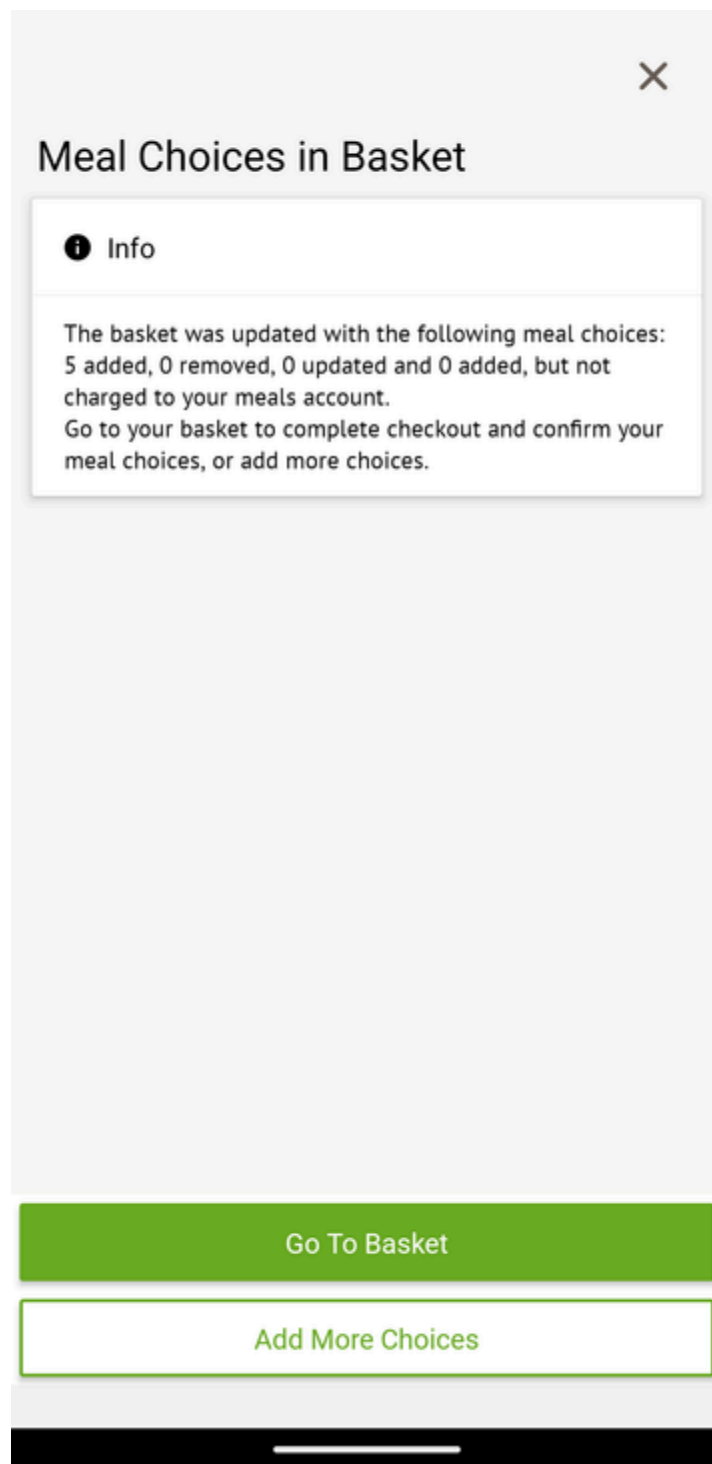 Meal Choices in Basket
Info
The basket was updated with the following meal choices:
5 added, 0 removed, 0 updated and 0 added, but not
charged to your meals account.
Go to your basket to complete checkout and confirm your
meal choices, or add more choices.
Go To Basket
Add More Choices